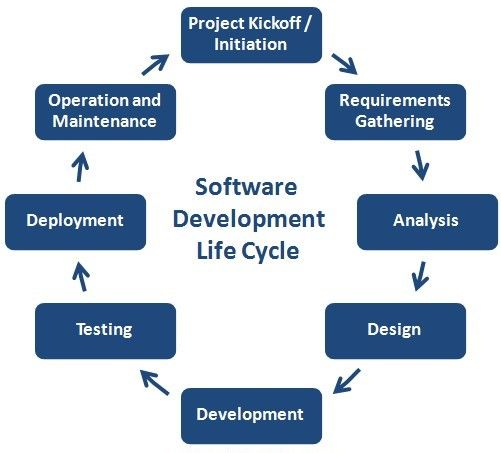 Project Kickoff /
Initiation
Requirements
Gathering
Analysis
Design
Development
Testing
Deployment
Operation and
Maintenance
Software
Development
Life Cycle